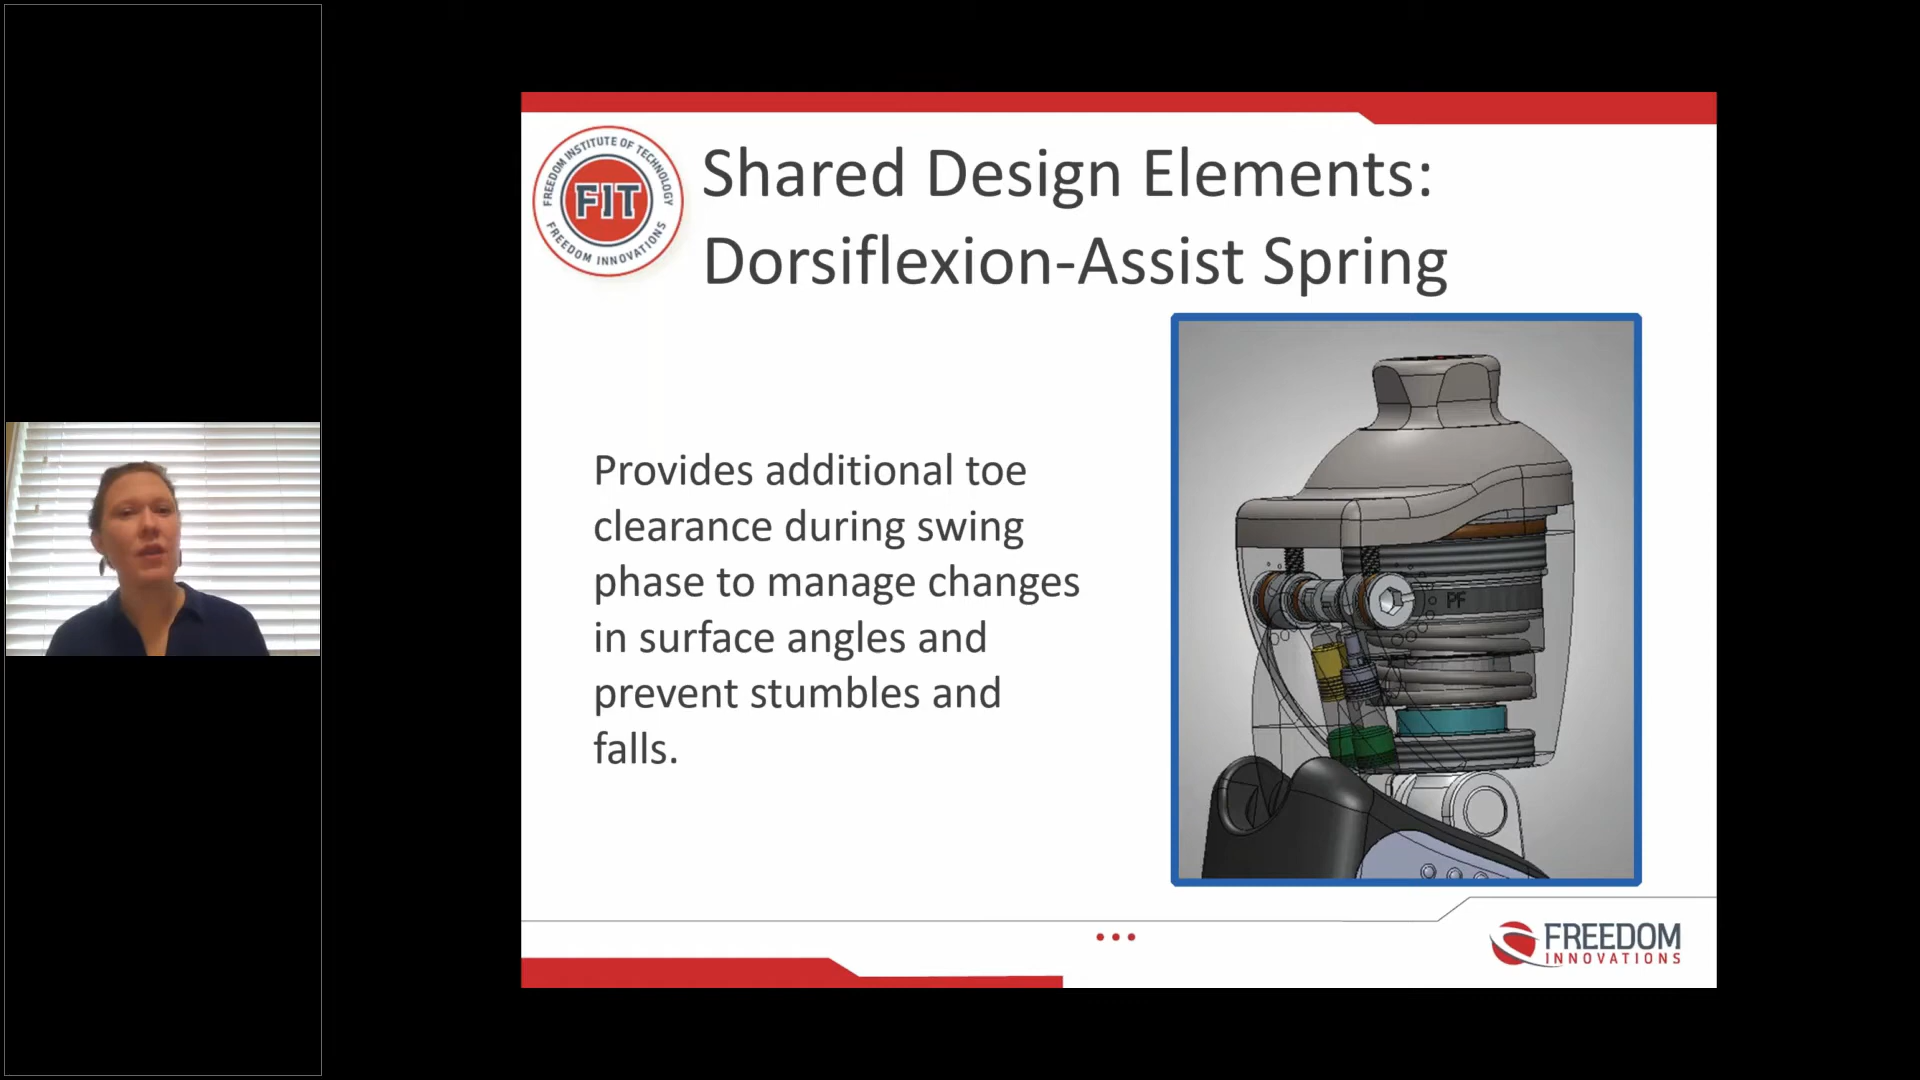 FREEDOM INSTITUTE OF TECHNOLOGY
FIT
FREEDOM INNOVATIONS
Shared Design Elements:
Dorsiflexion-Assist Spring
Provides additional toe
clearance during swing
phase to manage changes
in surface angles and
prevent stumbles and
falls.
PF
FREEDOM
INNOVATIONS